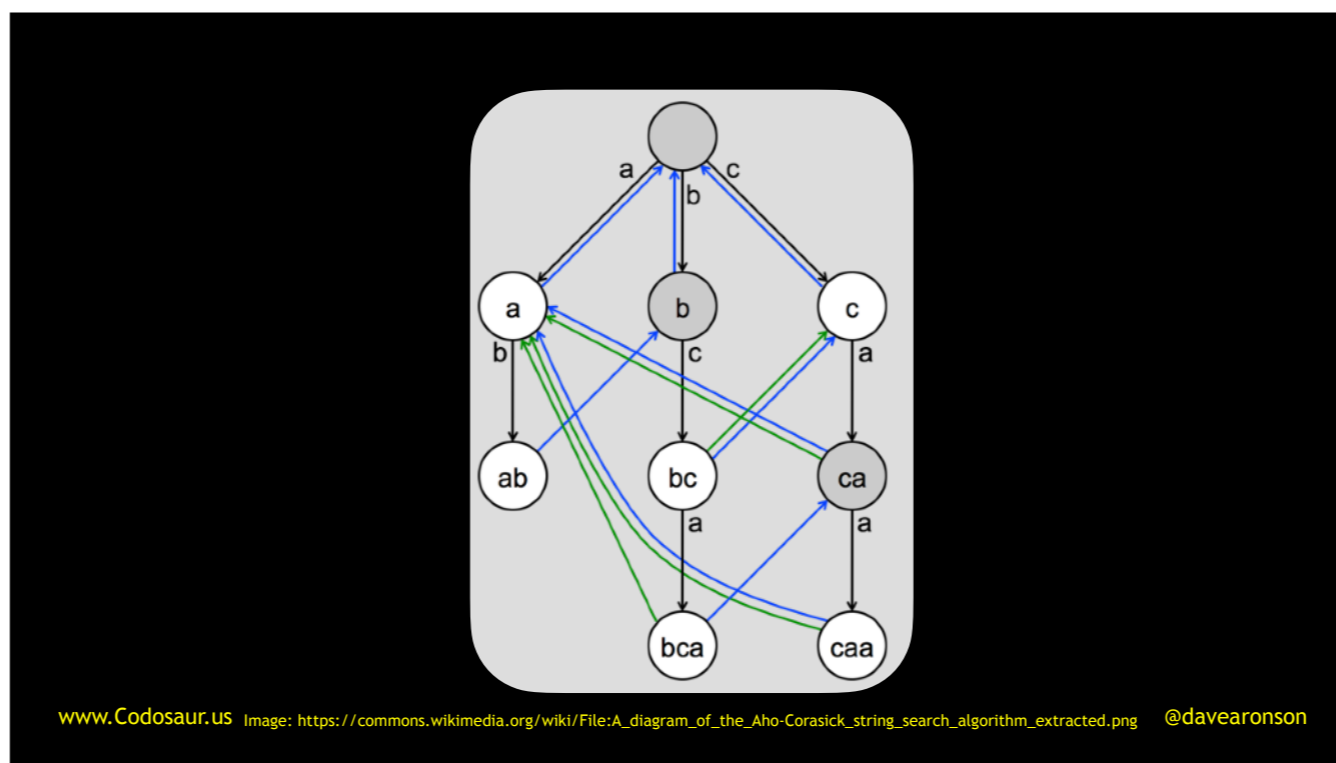 a
c
b
a
b
c
b
c
a
ab
bc
ca
a
a
bca
caa
www.Codosaur.us
Image: https://commons.wikimedia.org/wiki/File:A_diagram_of_the_Aho-Corasick_string_search_algorithm_extracted.png
@davearonson